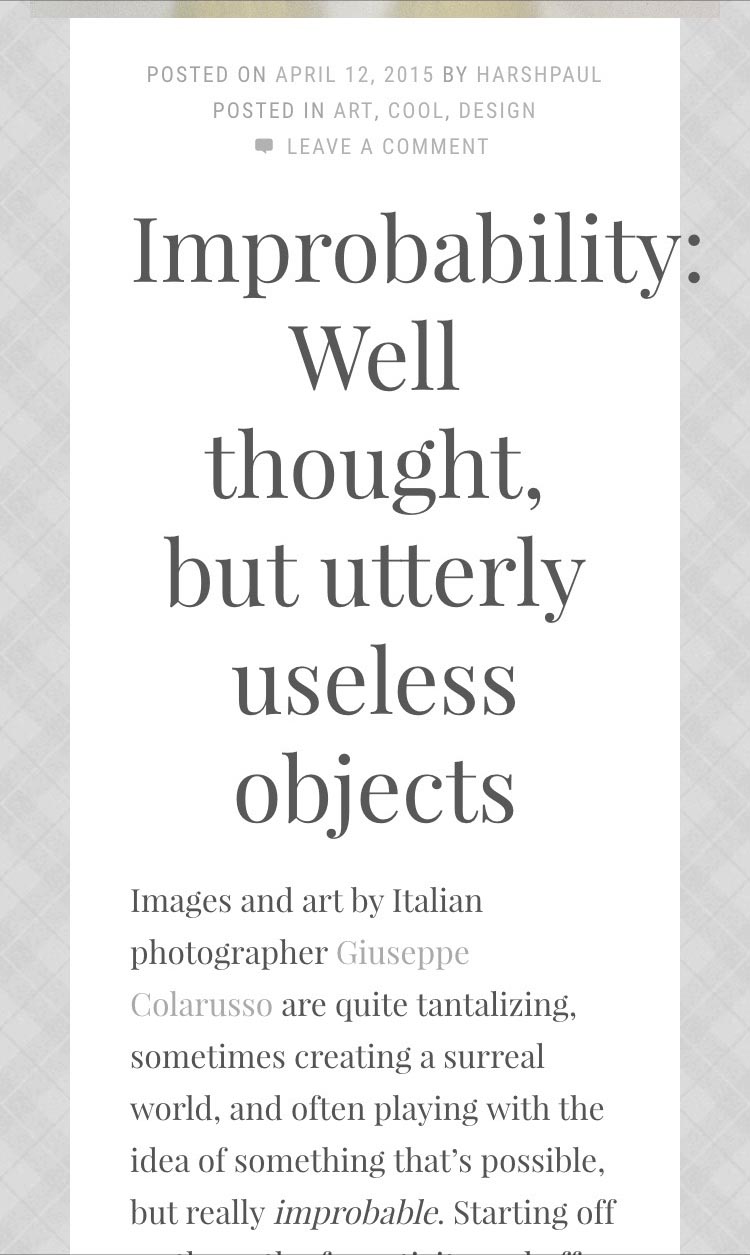 POSTED ON APRIL 12, 2015 BY HARSHPAUL
POSTED IN ART, COOL, DESIGN
LEAVE A COMMENT
Improbability:
Well
thought,
but utterly
useless
objects
Images and art by Italian
photographer Giuseppe
Colarusso are quite tantalizing,
sometimes creating a surreal
world, and often playing with the
idea of something that’s possible,
but really improbable. Starting off